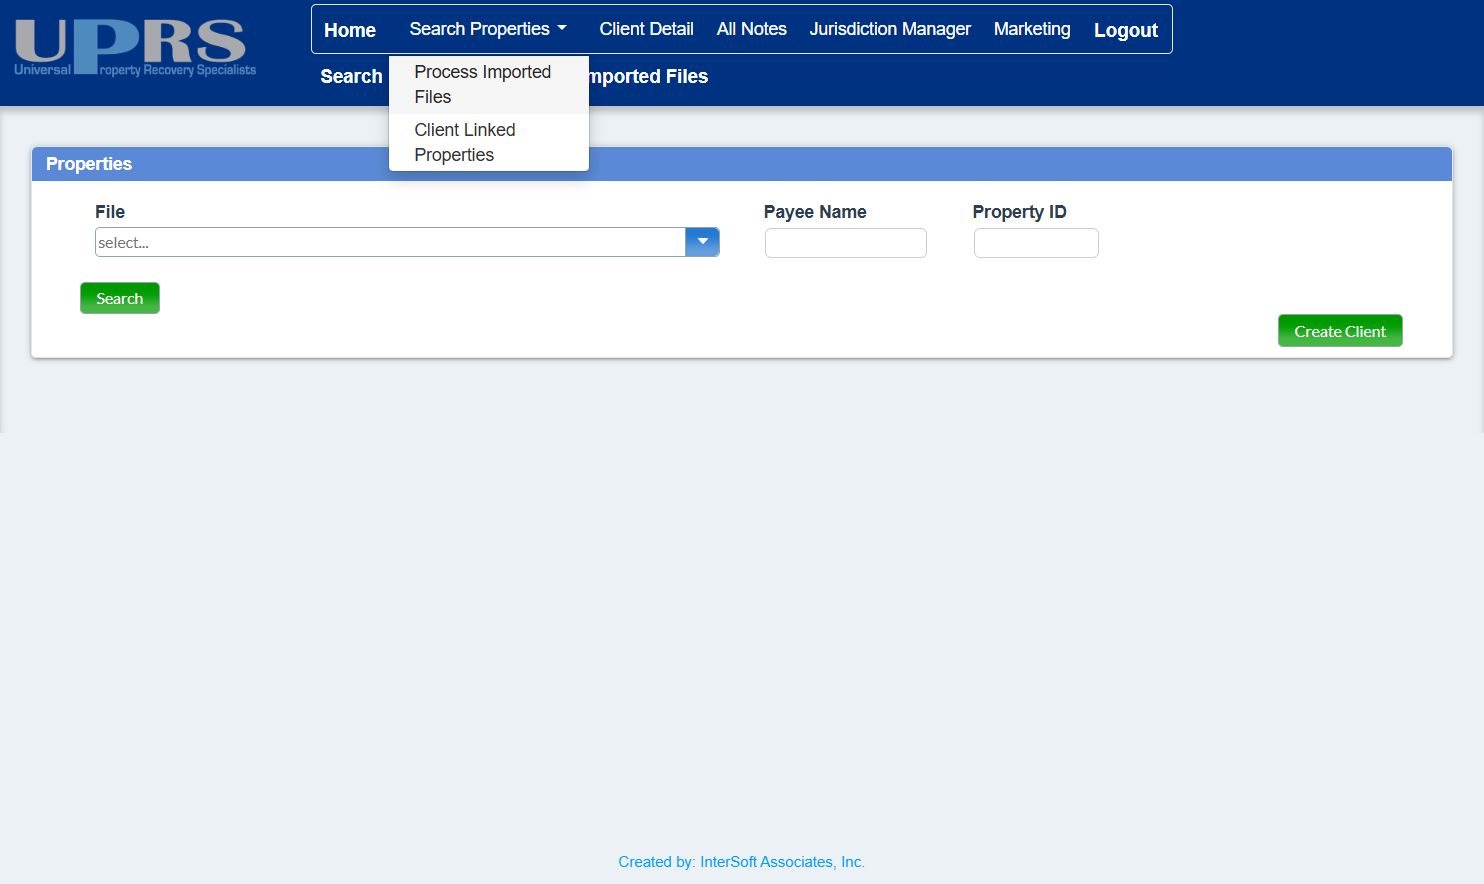 UPRS
Universal Property Recovery Specialists
Home Search Properties Client Detail All Notes Jurisdiction Manager Marketing Logout
Search mported Files
Process Imported
Files
Client Linked
Properties
Properties
File Payee Name Property ID
select...
Search
Create Client
Created by: InterSoft Associates, Inc.